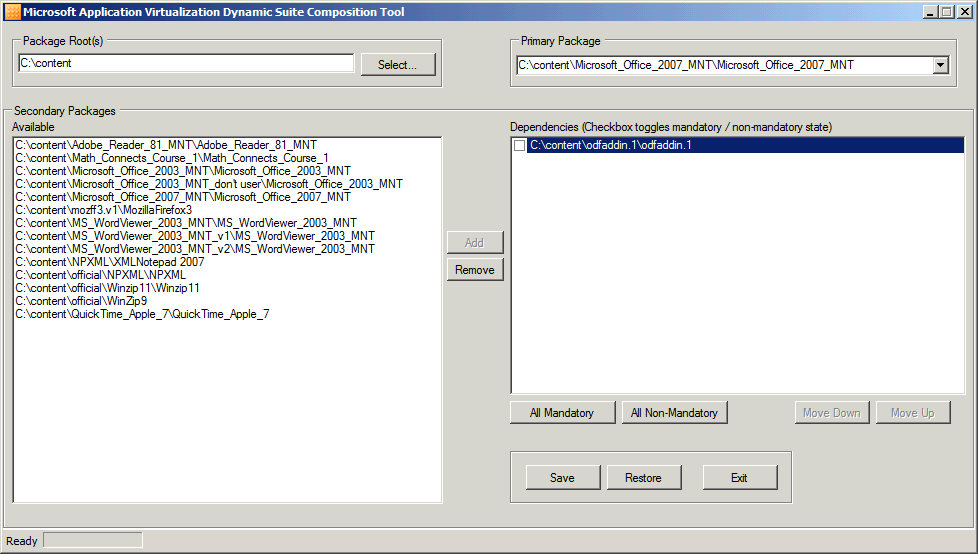 Microsoft Application Virtualization Dynamic Suite Composition Tool
Package Root(s)
C:\content
Select...
Primary Package
C:\content\Microsoft_Office_2007_MNT\Microsoft_Office_2007_MNT
Secondary Packages
Available
C:\content\Adobe_Reader_81_MNT\Adobe_Reader_81_MNT
C:\content\Math_Connects_Course_1\Math_Connects_Course_1
C:\content\Microsoft_Office_2003_MNT\Microsoft_Office_2003_MNT
C:\content\Microsoft_Office_2003_MNT_don't user\Microsoft_Office_2003_MNT
C:\content\Microsoft_Office_2007_MNT\Microsoft_Office_2007_MNT
C:\content\mozff3.v1\MozillaFirefox3
C:\content\MS_WordViewer_2003_MNT\MS_WordViewer_2003_MNT
C:\content\MS_WordViewer_2003_MNT_v1\MS_WordViewer_2003_MNT
C:\content\MS_WordViewer_2003_MNT_v2\MS_WordViewer_2003_MNT
C:\content\NPXML\XMLNotepad 2007
C:\content\official\NPXML\NPXML
C:\content\official\Winzip11\Winzip11
C:\content\official\WinZip9
C:\content\QuickTime_Apple_7\QuickTime_Apple_7
Add
Remove
Dependencies (Checkbox toggles mandatory / non-mandatory state)
C:\content\odfaddin.1\odfaddin.1
All Mandatory
All Non-Mandatory
Move Down
Move Up
Save
Restore
Exit
Ready